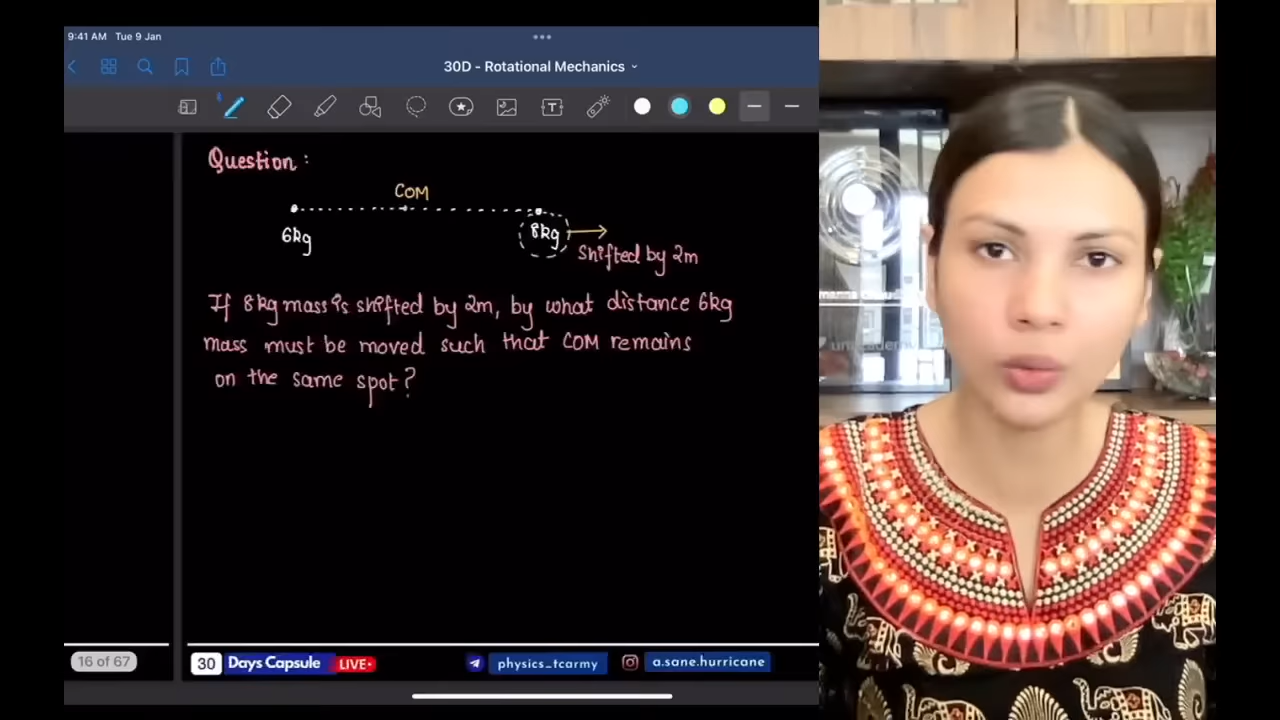 9:41 AM Tue 9 Jan
30D - Rotational Mechanics
Question :
COM
6kg
8kg
Shifted by 2m
If 8kg mass is shifted by 2m, by what distance 6kg
mass must be moved such that COM remains
on the same spot?
16 of 67
30 Days Capsule LIVE
physics_tcarmy
a.sane.hurricane